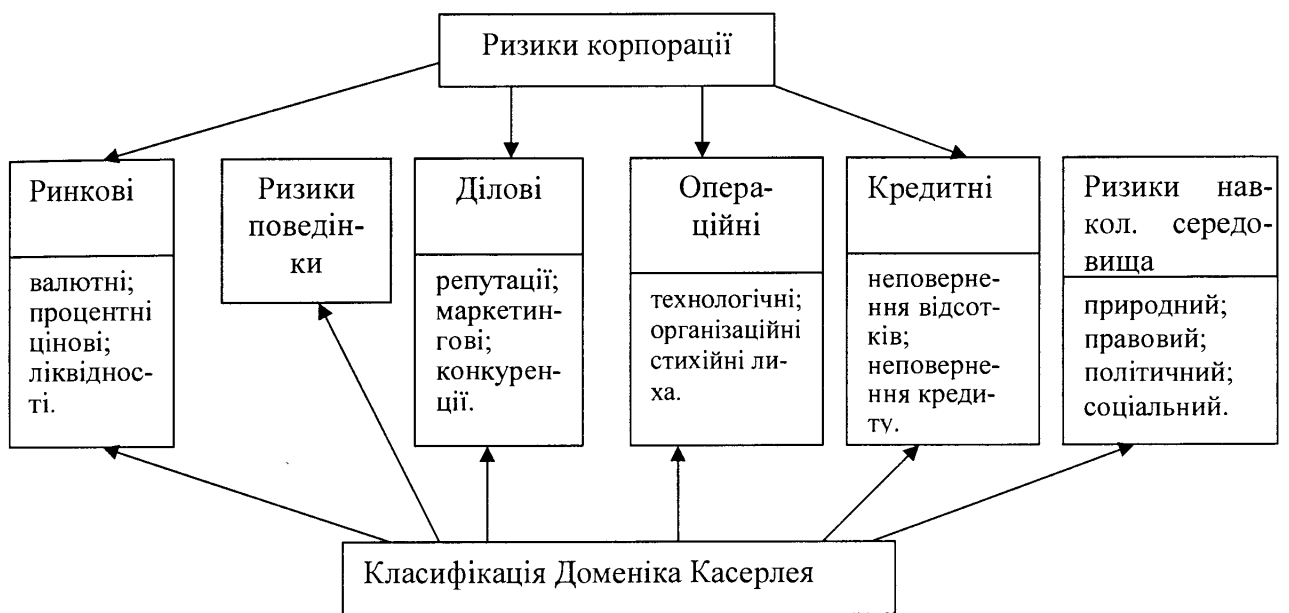 Ризики корпорації
Ринкові
валютні;
процентні
цінові;
ліквіднос-
ті.
Ризики
поведін-
ки
Ділові
репутації;
маркетин-
гові;
конкурен-
ції.
Опера-
ційні
технологічні;
організаційні
стихійні ли-
ха.
Кредитні
неповерне-
ння відсот-
ків;
неповерне-
ння креди-
ту.
Ризики нав-
кол. середо-
вища
природний;
правовий;
політичний;
соціальний.
Класифікація Доменіка Касерлея